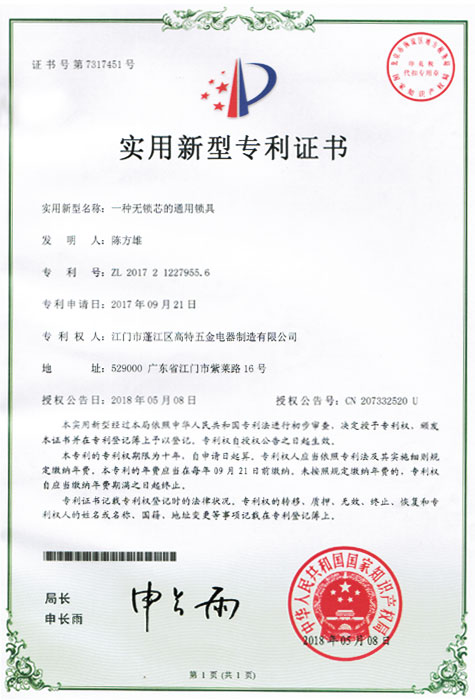 证书号第7317451号
印花税
代扣专用章
实用新型专利证书
实用新型名称：一种无锁芯的通用锁具
发明人：陈方雄
专利号：ZL 2017 2 1227955.6
专利申请日：2017年09月21日
专利权人：江门市蓬江区高特五金电器制造有限公司
地址：529000 广东省江门市紫莱路16号
授权公告日：2018年05月08日 授权公告号：CN 207332520 U
本实用新型经过本局依照中华人民共和国专利法进行初步审查，决定授予专利权，颁发
本证书并在专利登记簿上予以登记。专利权自授权公告之日起生效。
本专利的专利权期限为十年，自申请日起算。专利权人应当依照专利法及其实施细则规
定缴纳年费。本专利的年费应当在每年09月21日前缴纳。未按照规定缴纳年费的，专利权
自应当缴纳年费期满之日起终止。
专利证书记载专利权登记时的法律状况。专利权的转移、质押、无效、终止、恢复和专
利权人的姓名或名称、国籍、地址变更等事项记载在专利登记簿上。
局长
申长雨
申长雨
中华人民共和国国家知识产权局
2018年05月08日
第1页（共1页）